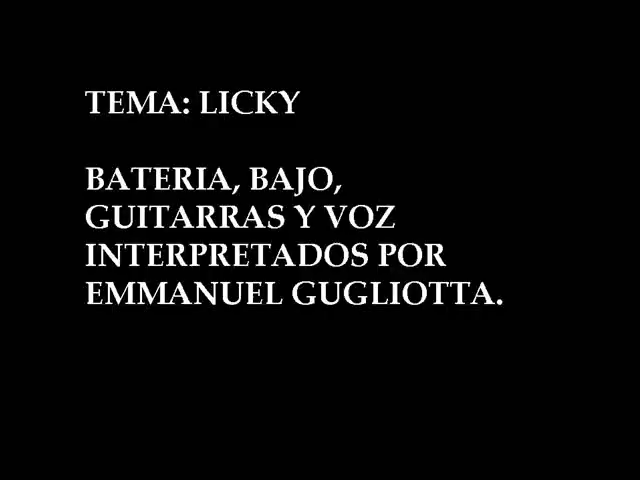 TEMA: LICKY
BATERIA, BAJO,
GUITARRAS Y VOZ
INTERPRETADOS POR
EMMANUEL GUGLIOTTA.